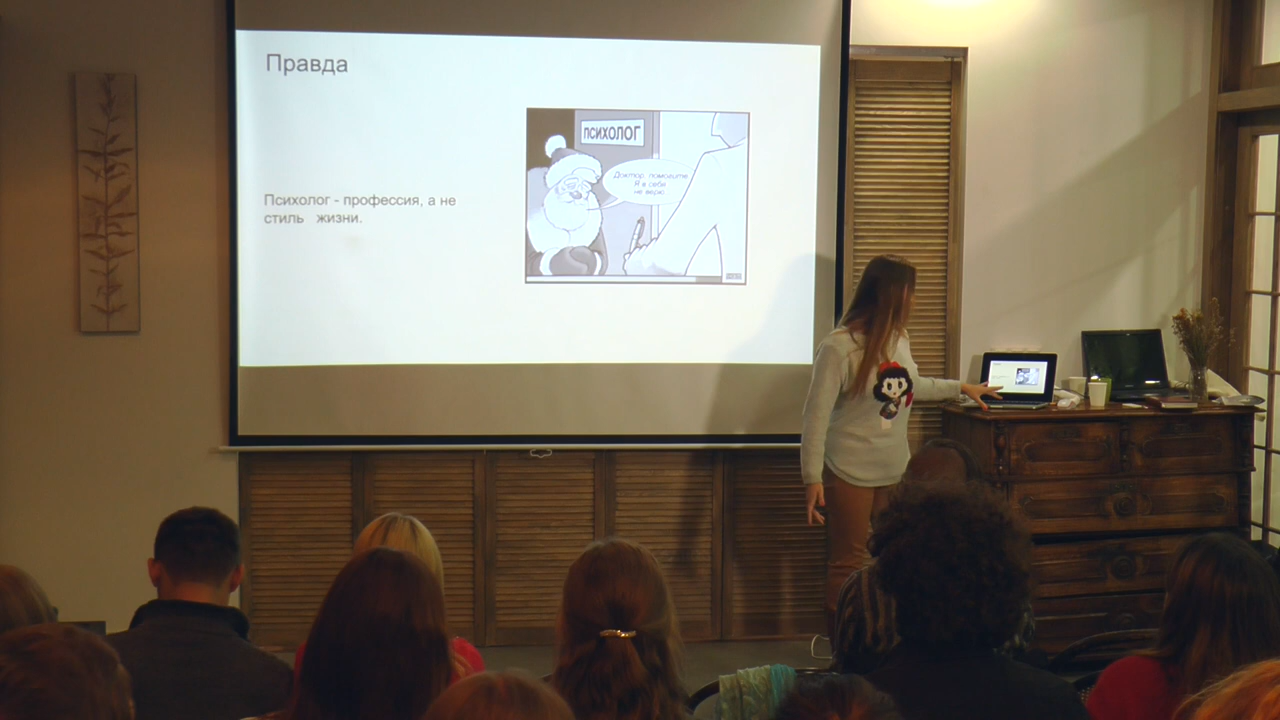 Правда
Психолог - профессия, а не
стиль жизни.
ПСИХОЛОГ
Доктор, помогите.
Я в себя
не верю.